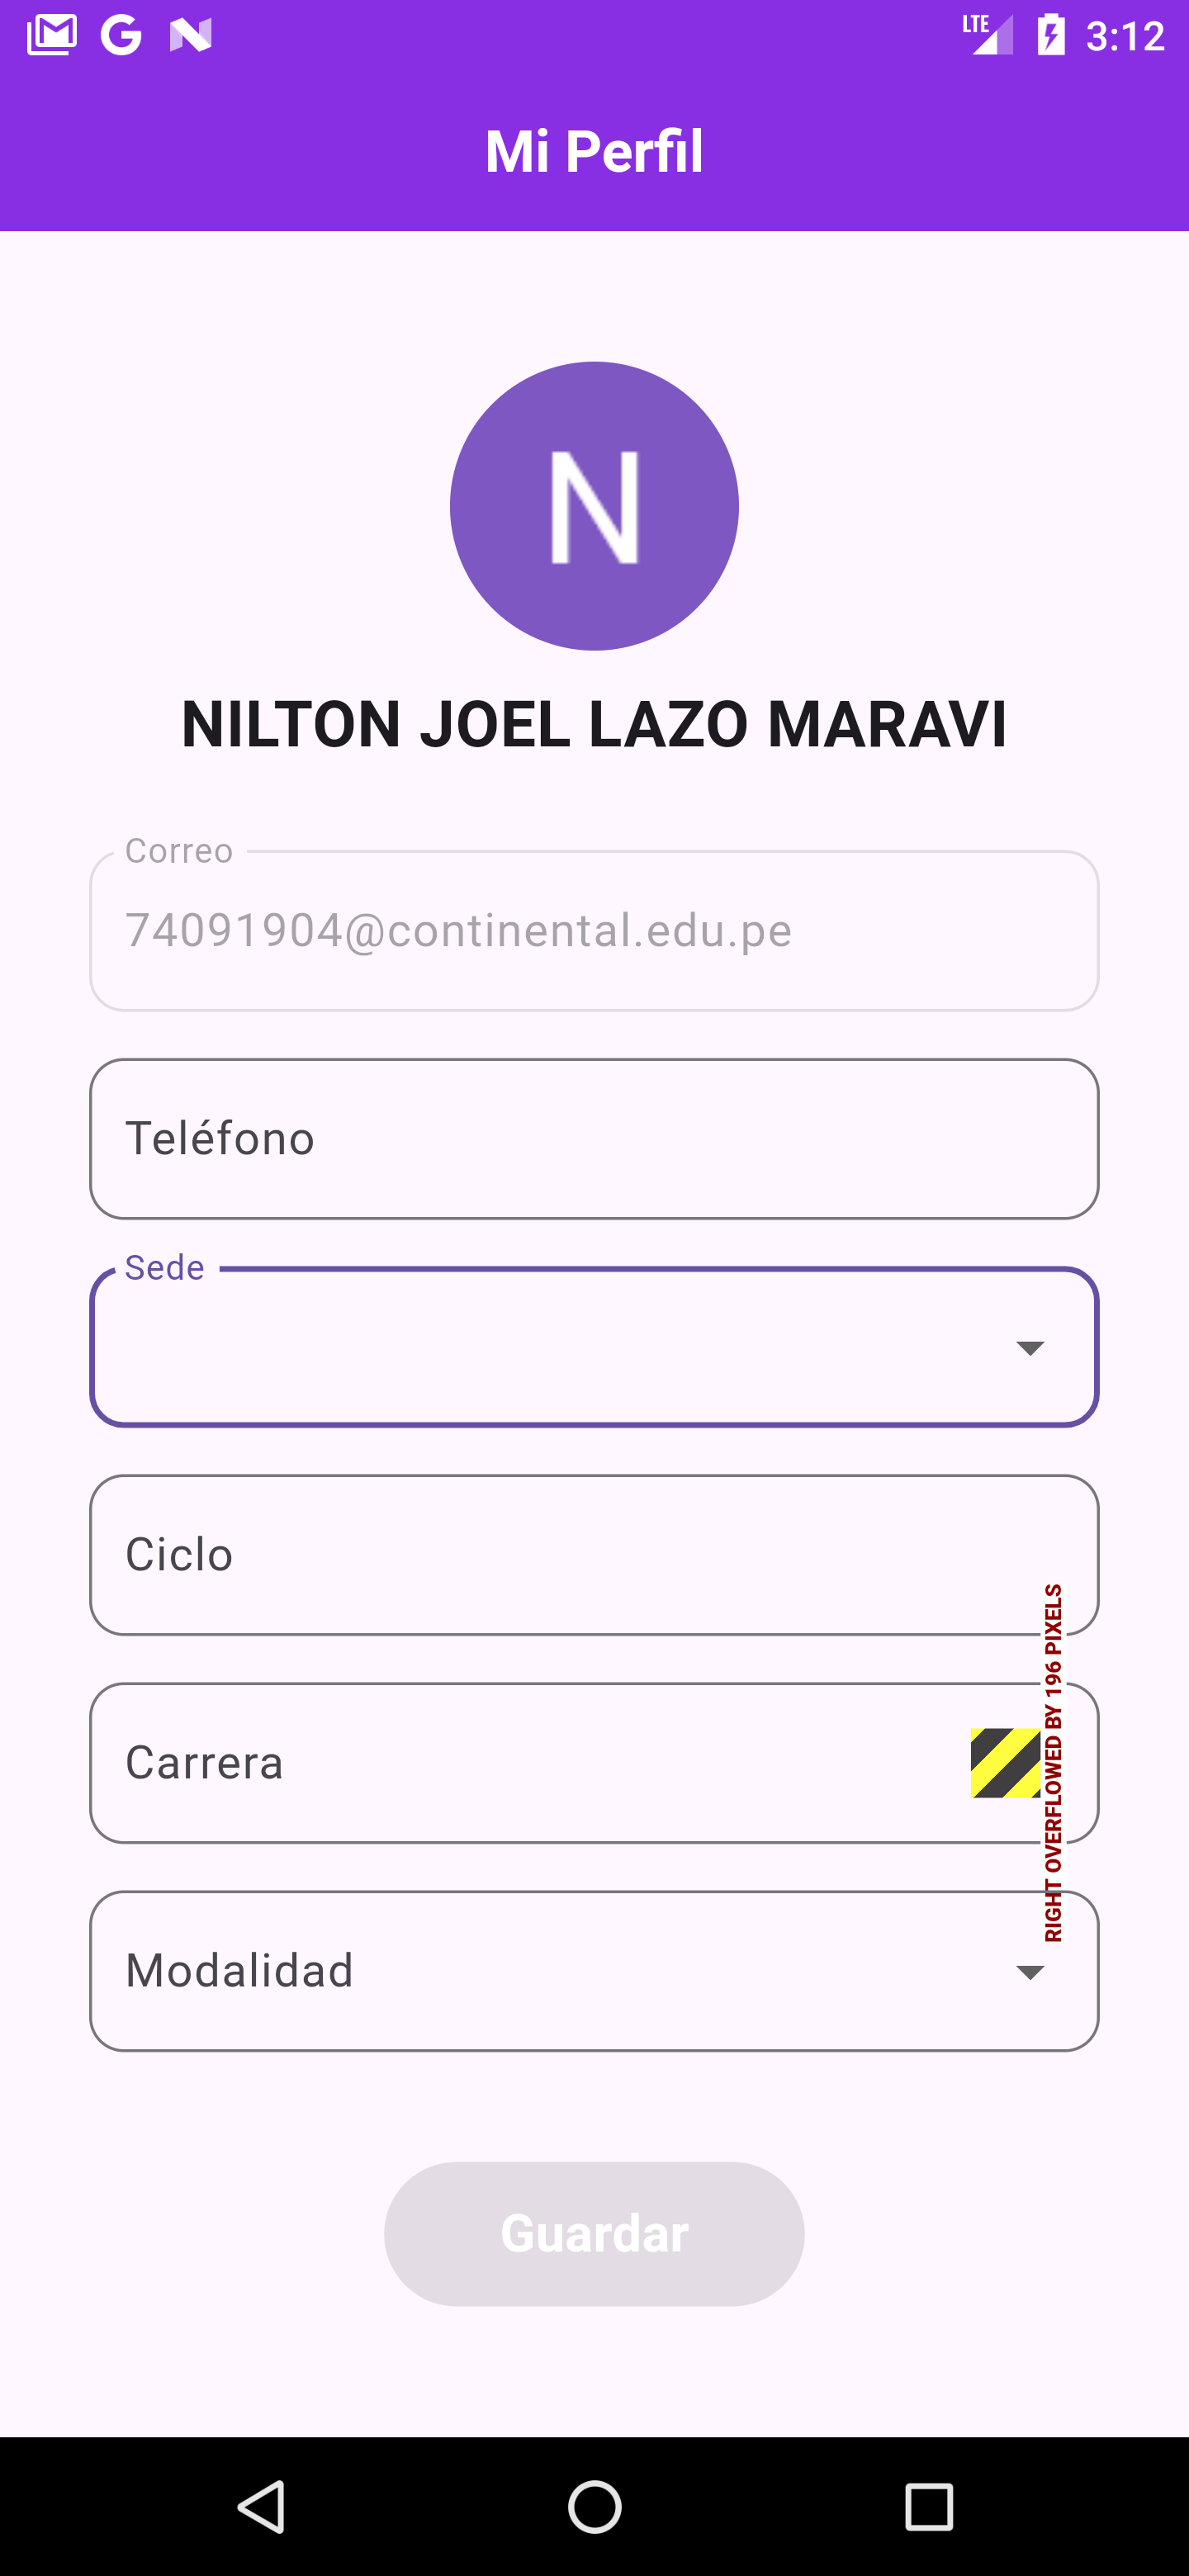 LTE 3:12
Mi Perfil
N
NILTON JOEL LAZO MARAVI
Correo
74091904@continental.edu.pe
Teléfono
Sede
Ciclo
Carrera
RIGHT OVERFLOWED BY 196 PIXELS
Modalidad
Guardar